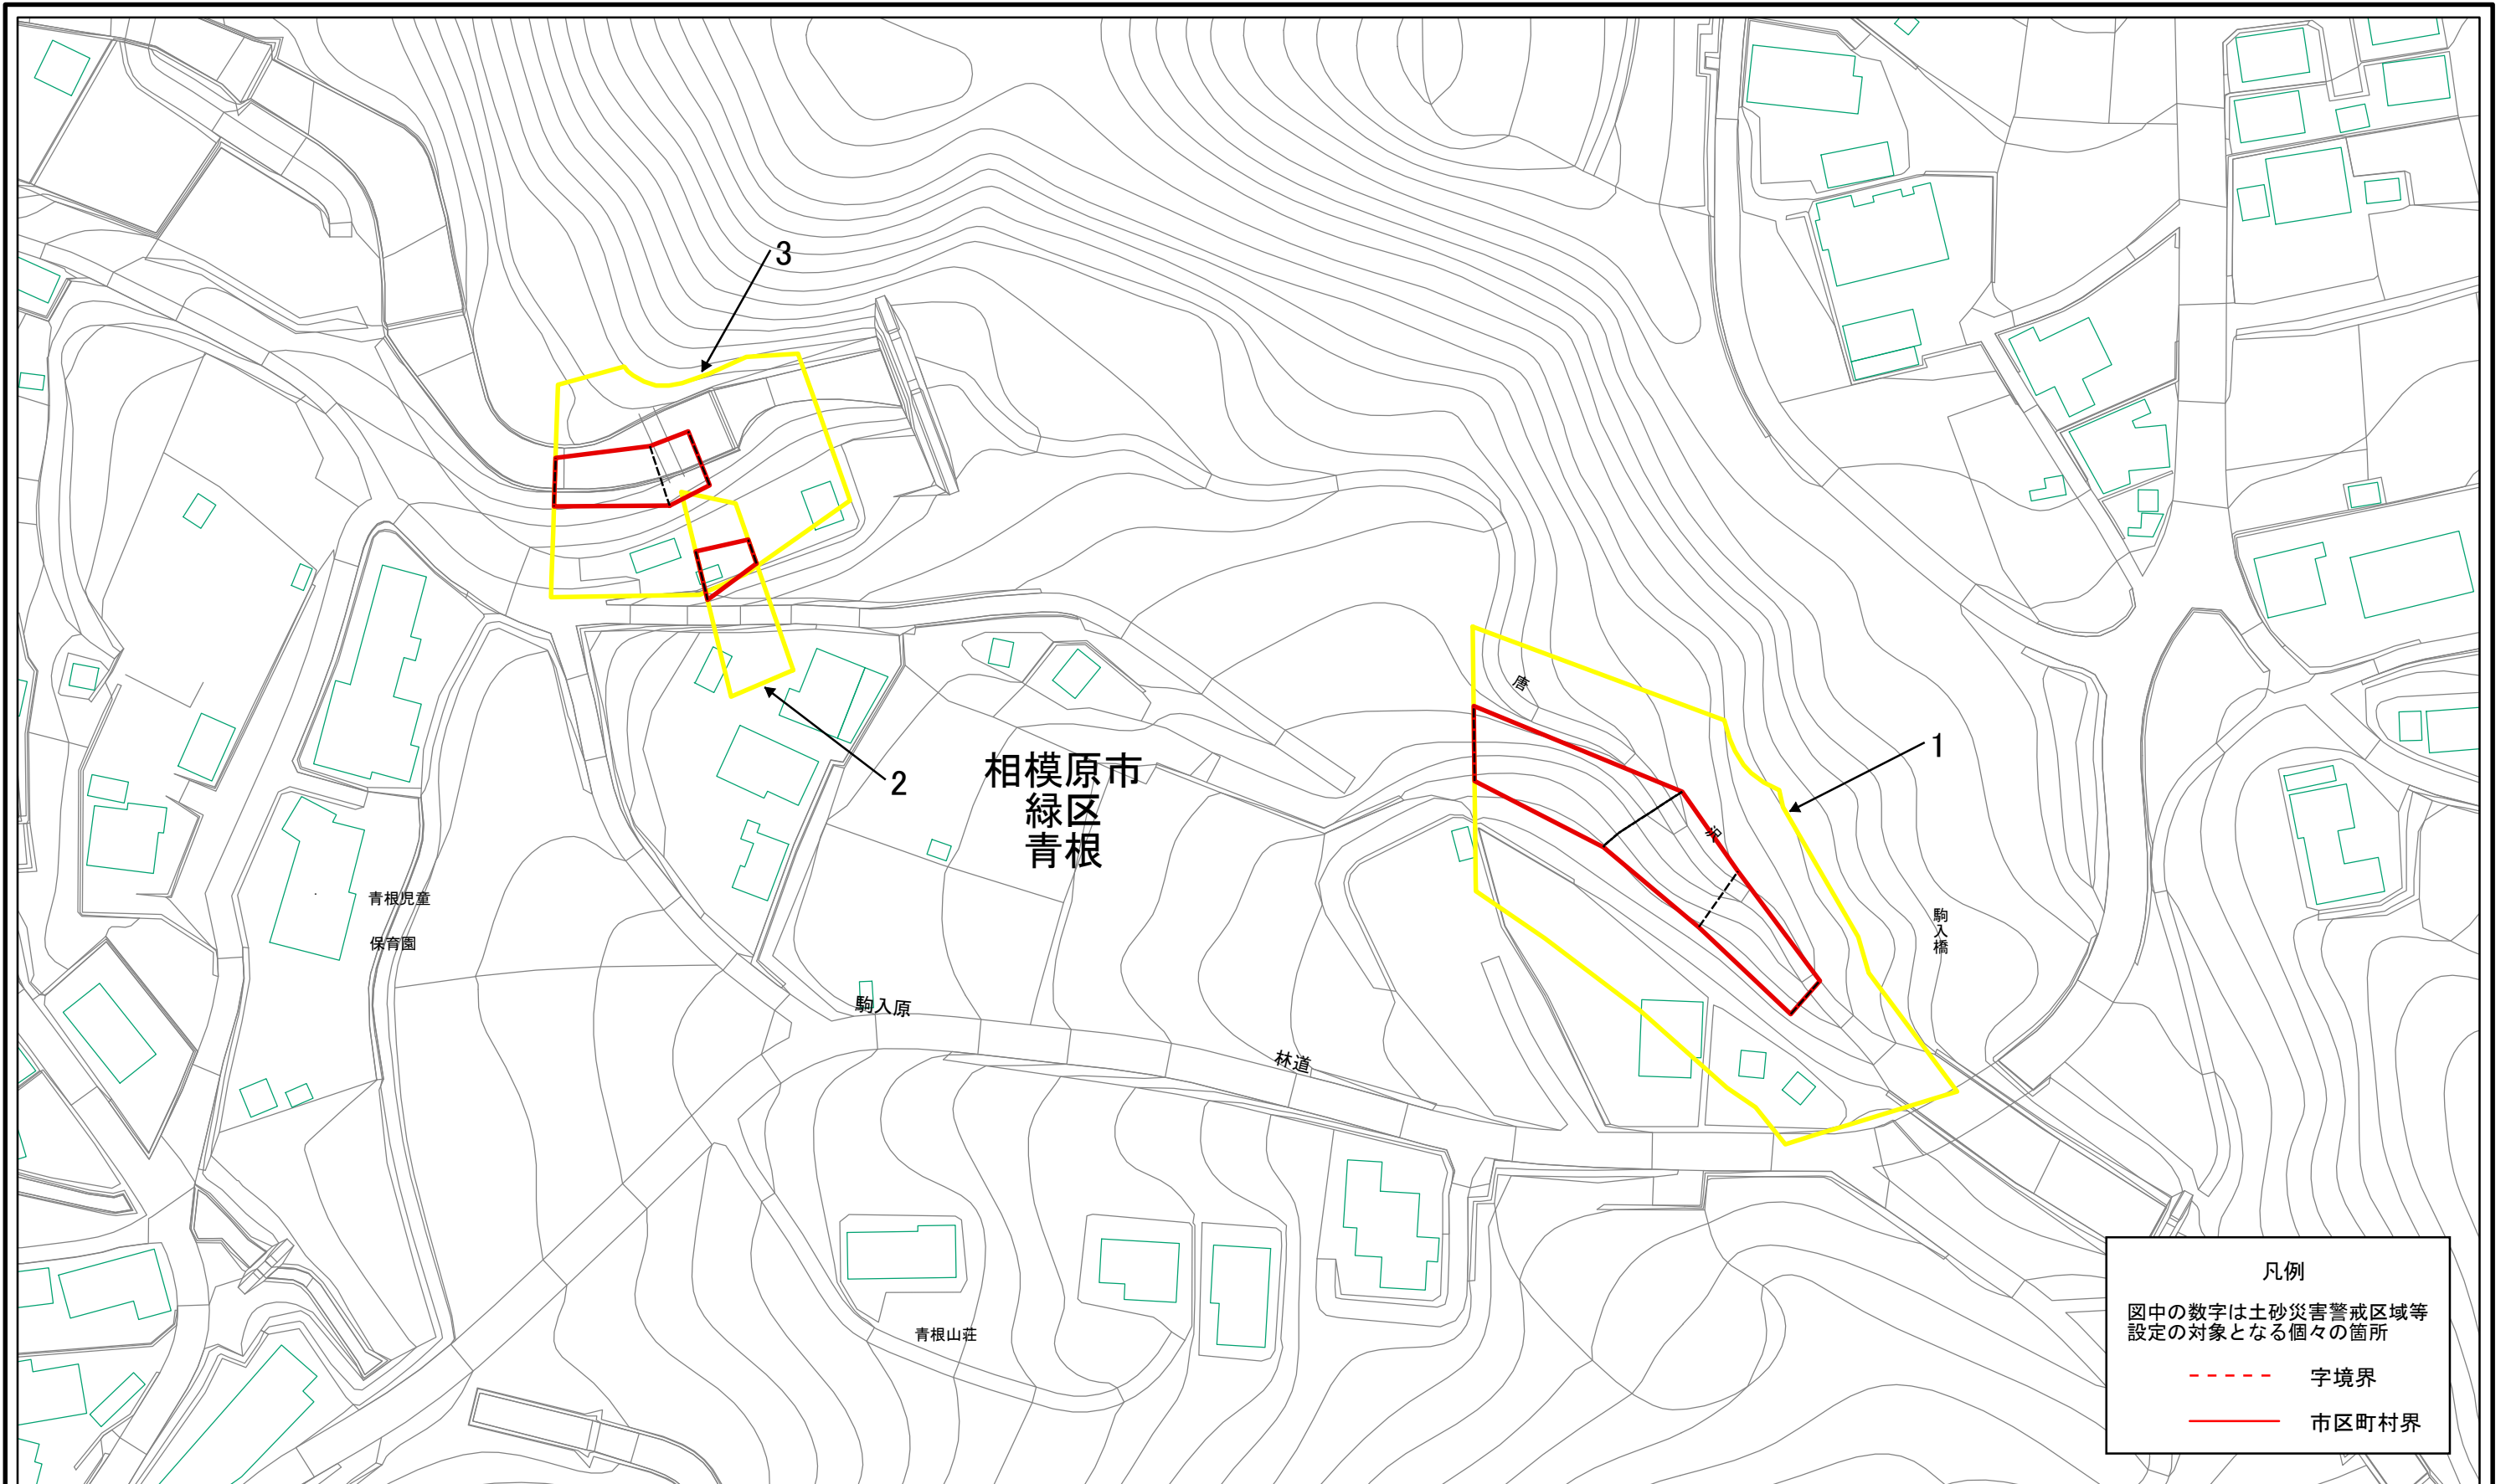 3
唐
1
2
相模原市
緑区
青根
沢
青根児童
保育園
駒入橋
駒入原
林道
青根山荘
凡例
図中の数字は土砂災害警戒区域等
設定の対象となる個々の箇所
字境界
市区町村界